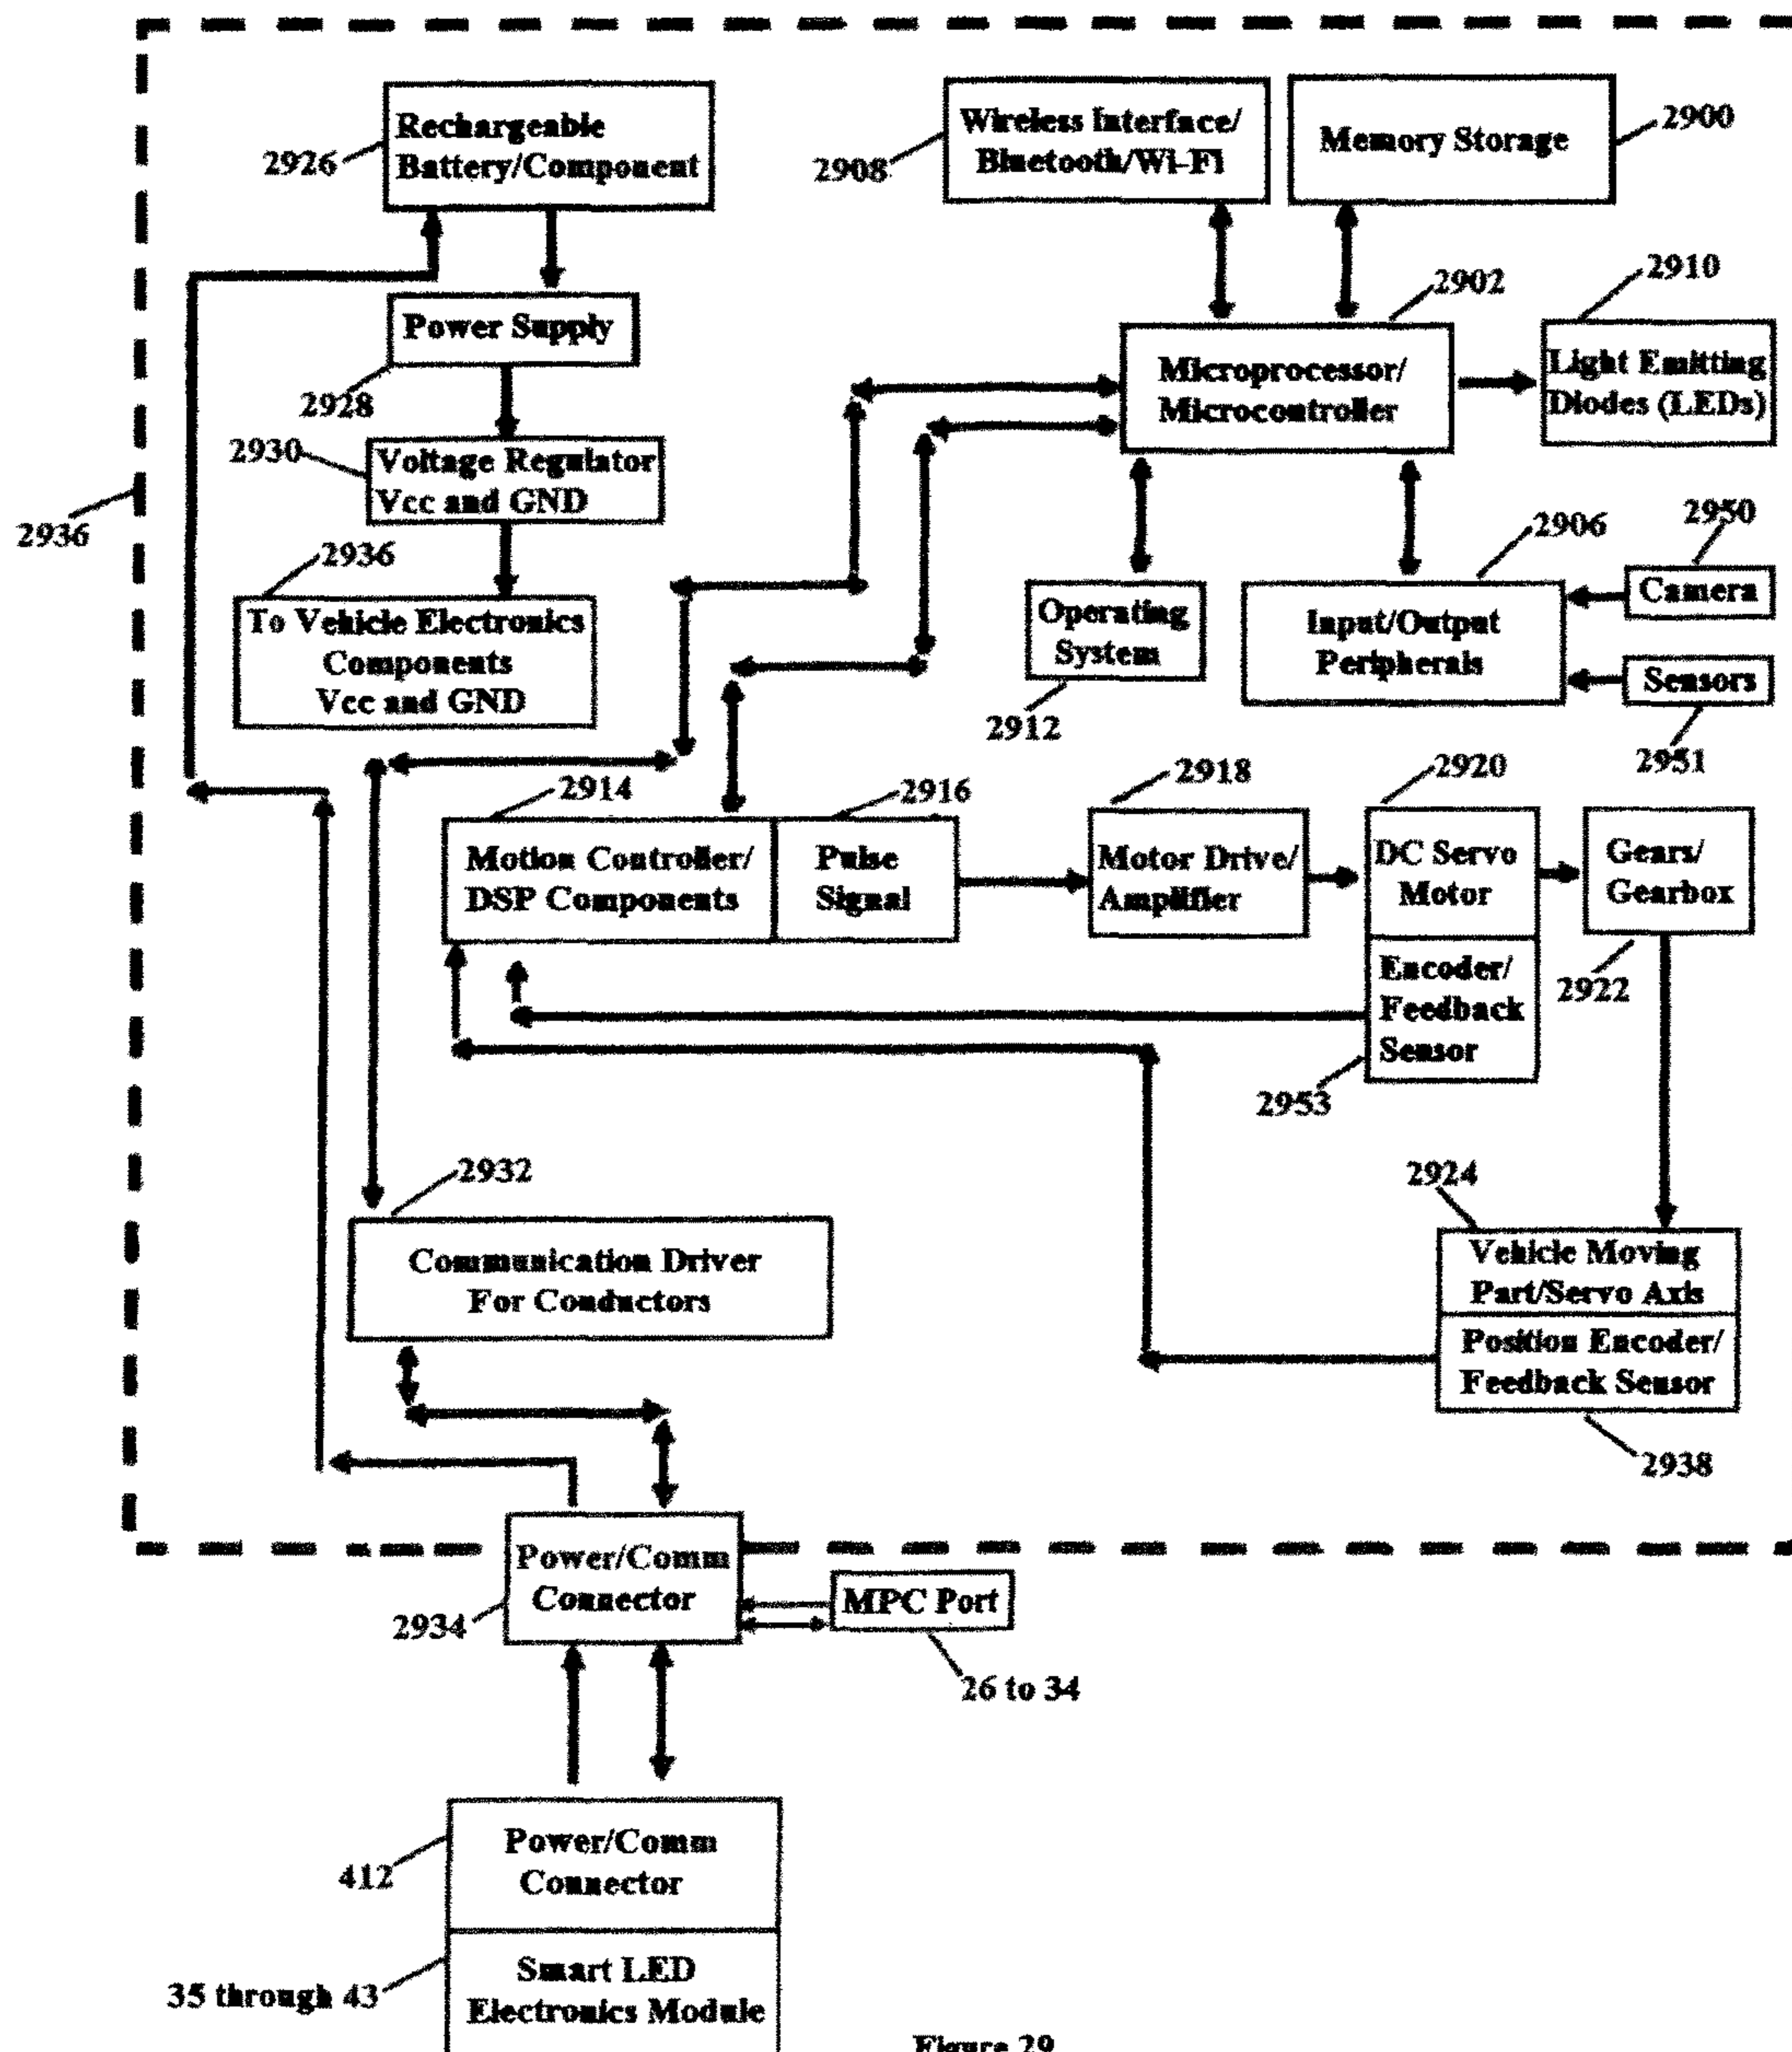 Rechargeable
Battery/Component
2926
Wireless Interface/
Bluetooth/Wi-Fi
2908
Memory Storage
2900
Power Supply
2928
2902
Microprocessor/
Microcontroller
2910
Light Emitting
Diodes (LEDs)
2930
Voltage Regulator
Vcc and GND
2936
2936
To Vehicle Electronics
Components
Vcc and GND
Operating
System
2912
2906
Input/Output
Peripherals
2950
Camera
Sensors
2951
2914
Motion Controller/
DSP Components
2916
Pulse
Signal
2918
Motor Drive/
Amplifier
2920
DC Servo
Motor
Encoder/
Feedback
Sensor
2953
Gears/
Gearbox
2922
2932
Communication Driver
For Conductors
2924
Vehicle Moving
Part/Servo Axis
Position Encoder/
Feedback Sensor
2938
Power/Comm
Connector
2934
MPC Port
26 to 34
Power/Comm
Connector
412
Smart LED
Electronics Module
35 through 43
Figure 29